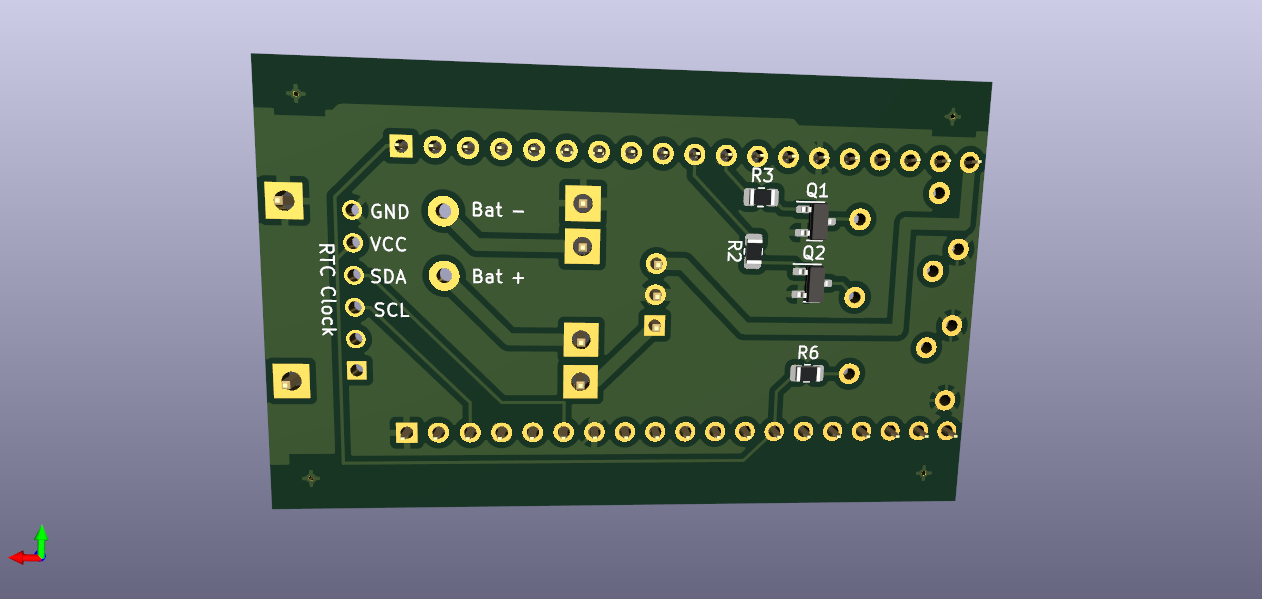 R3
Q1
GND
Bat -
VCC
R2
Q2
RTC Clock
SDA
Bat +
SCL
R6